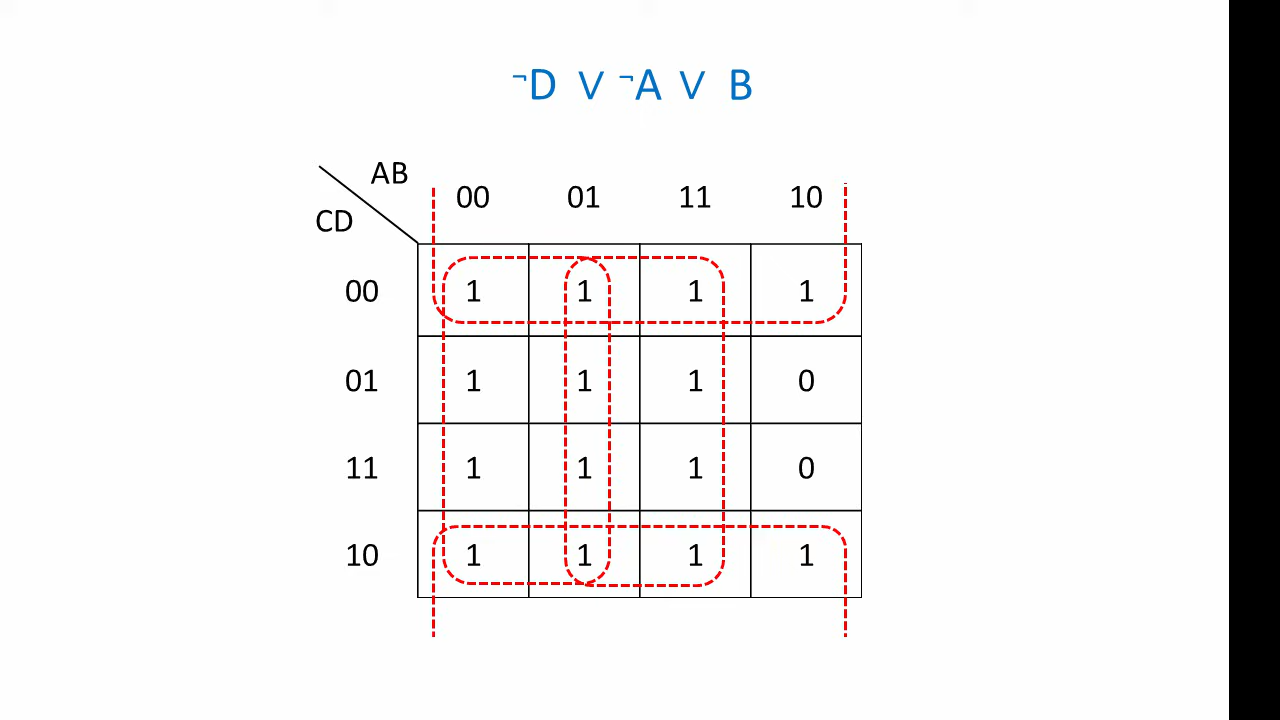 ¬D ∨ ¬A ∨ B
AB
CD
00 01 11 10
00 1 1 1 1
01 1 1 1 0
11 1 1 1 0
10 1 1 1 1